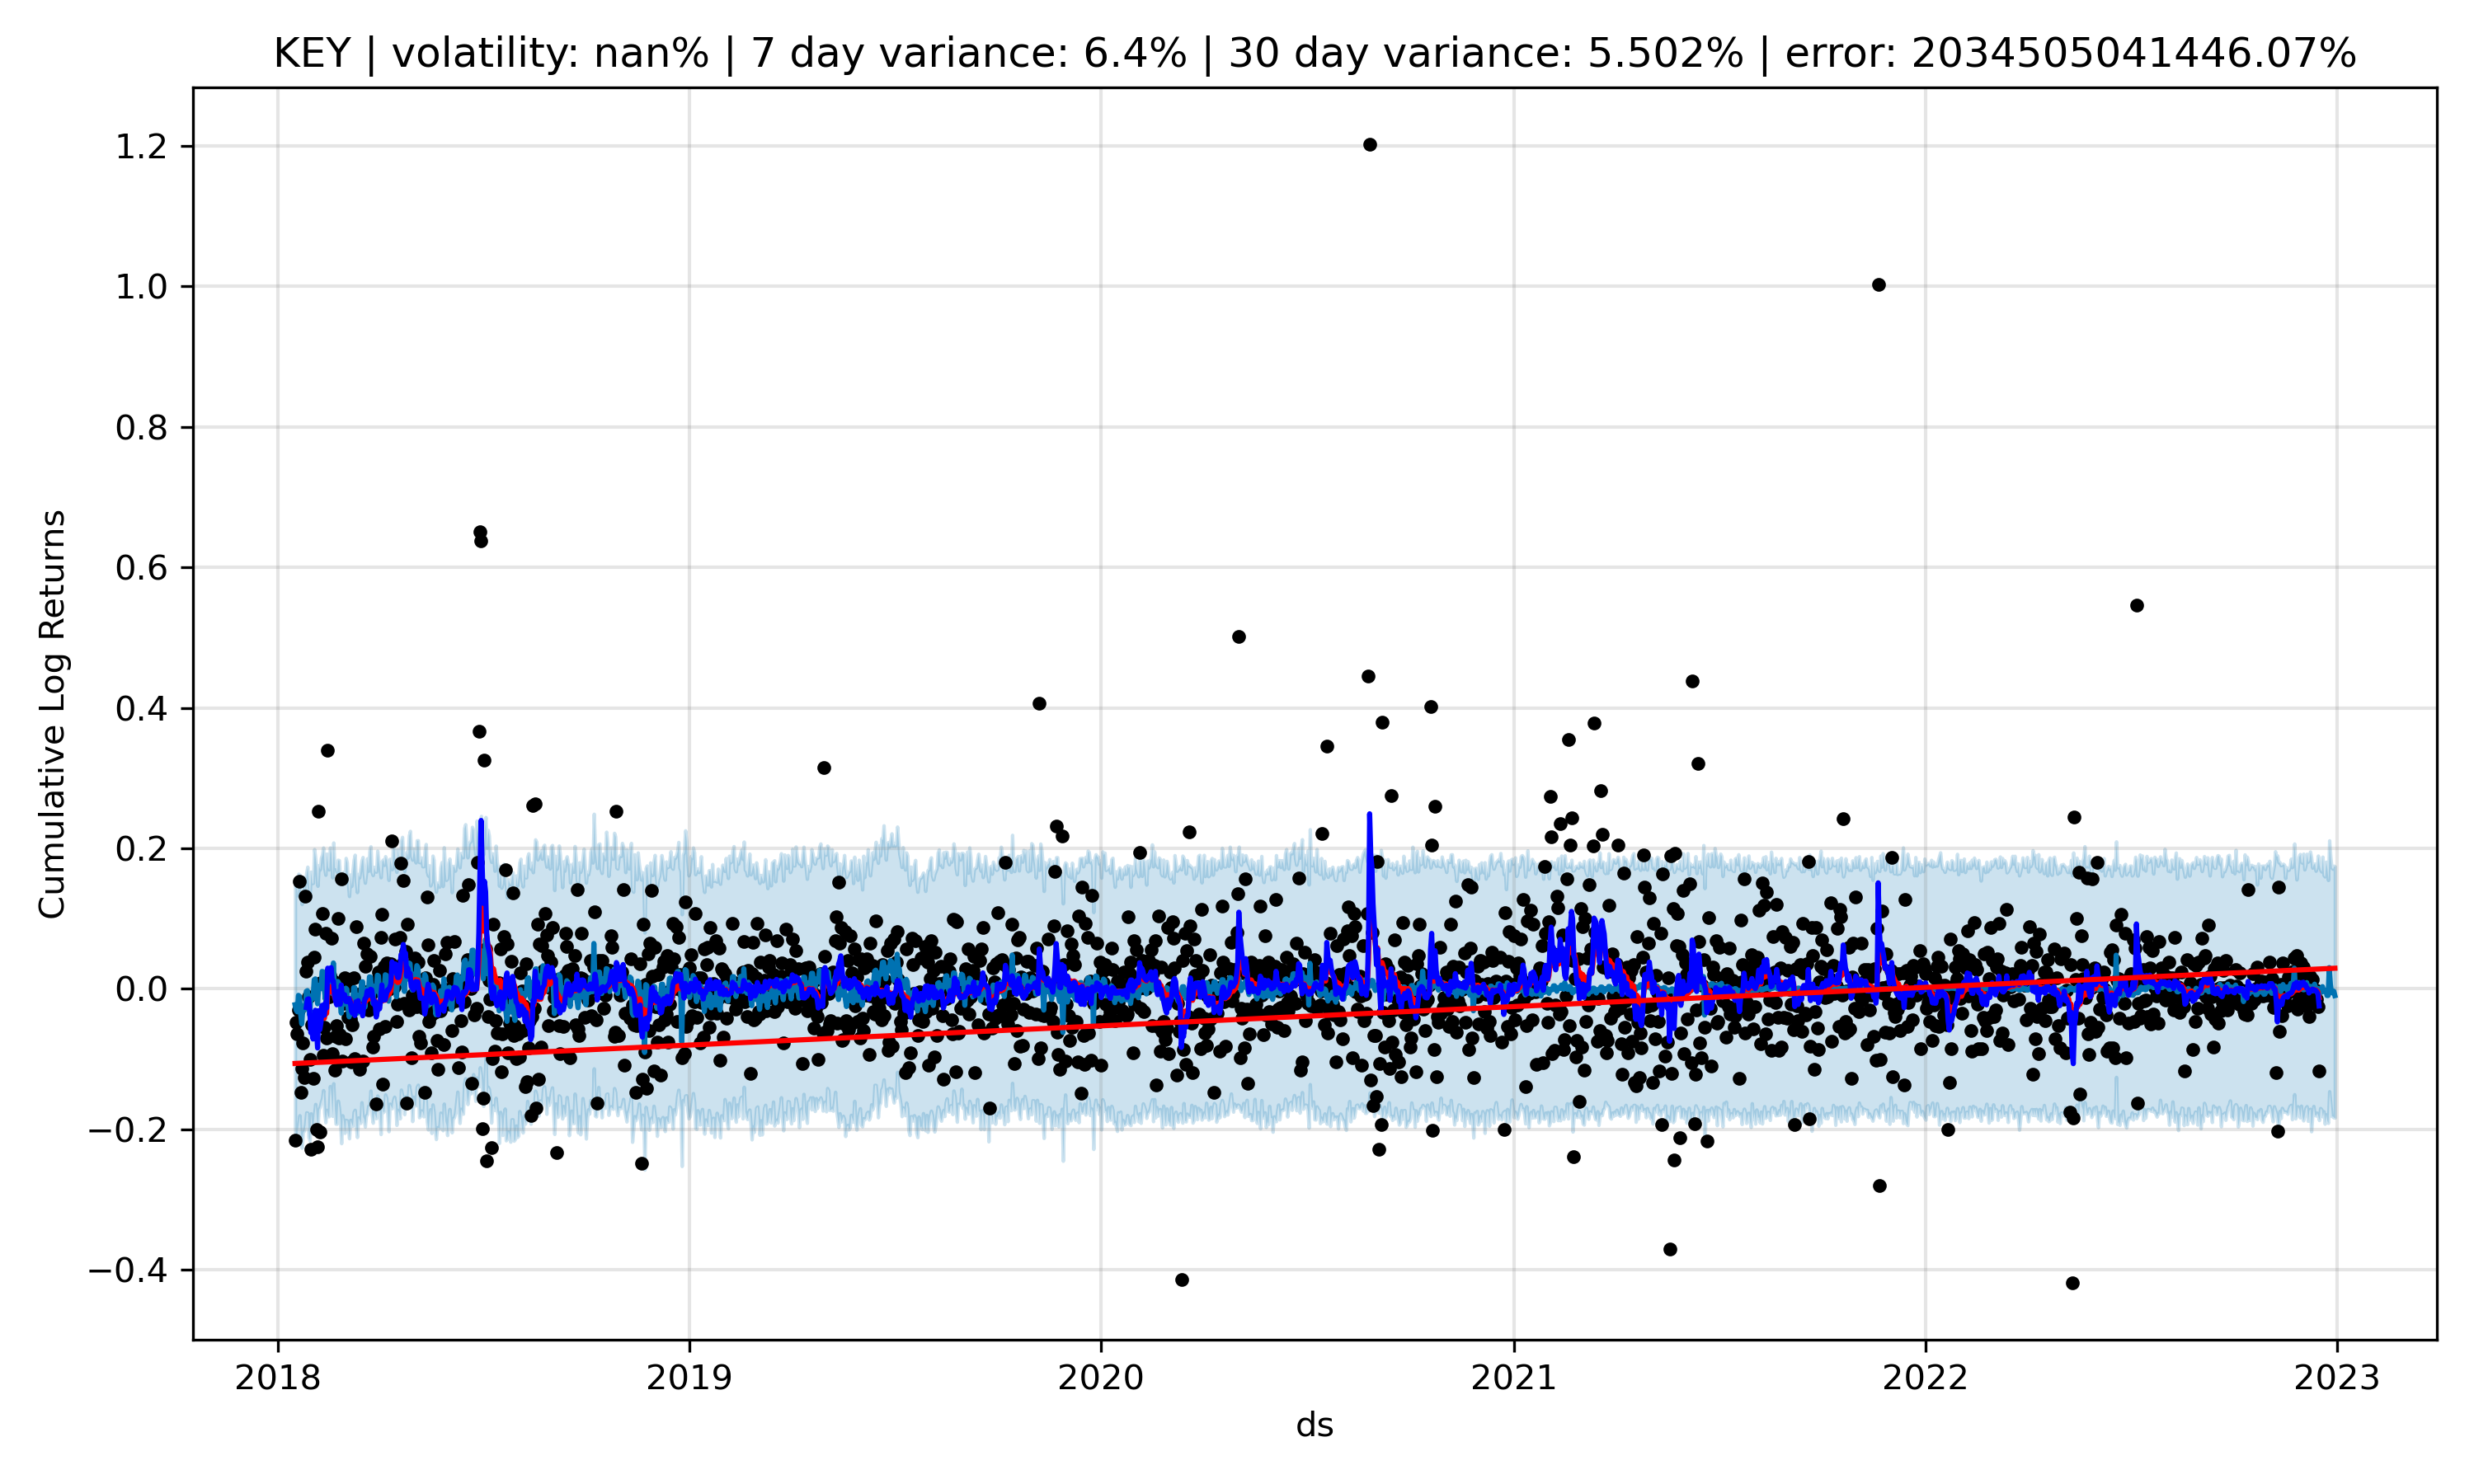 KEY | volatility: nan% | 7 day variance: 6.4% | 30 day variance: 5.502% | error: 2034505041446.07%
Cumulative Log Returns
1.2
1.0
0.8
0.6
0.4
0.2
0.0
−0.2
−0.4
2018 2019 2020 2021 2022 2023
ds